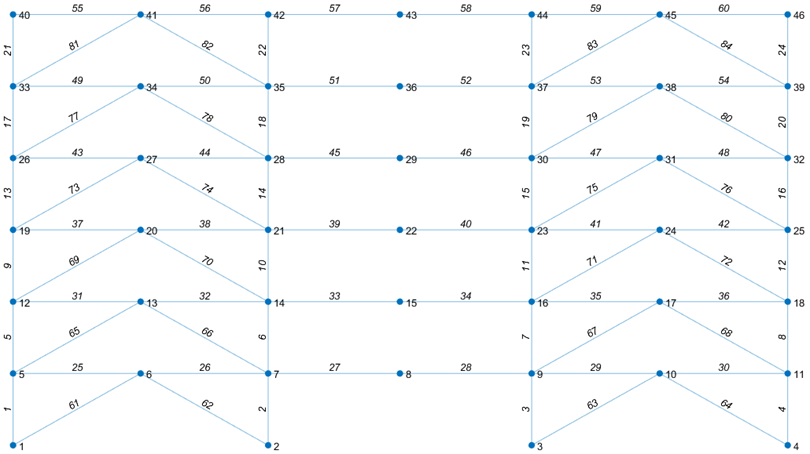 55 56 57 58 59 60
40 41 42 43 44 45 46
21 81 82 22 23 83 84 24
49 50 51 52 53 54
33 34 35 36 37 38 39
17 77 78 18 19 79 80 20
43 44 45 46 47 48
26 27 28 29 30 31 32
13 73 74 14 15 75 76 16
37 38 39 40 41 42
19 20 21 22 23 24 25
9 69 70 10 11 71 72 12
31 32 33 34 35 36
12 13 14 15 16 17 18
5 65 66 6 7 67 68 8
25 26 27 28 29 30
5 6 7 8 9 10 11
1 61 62 2 3 63 64 4
1 2 3 4